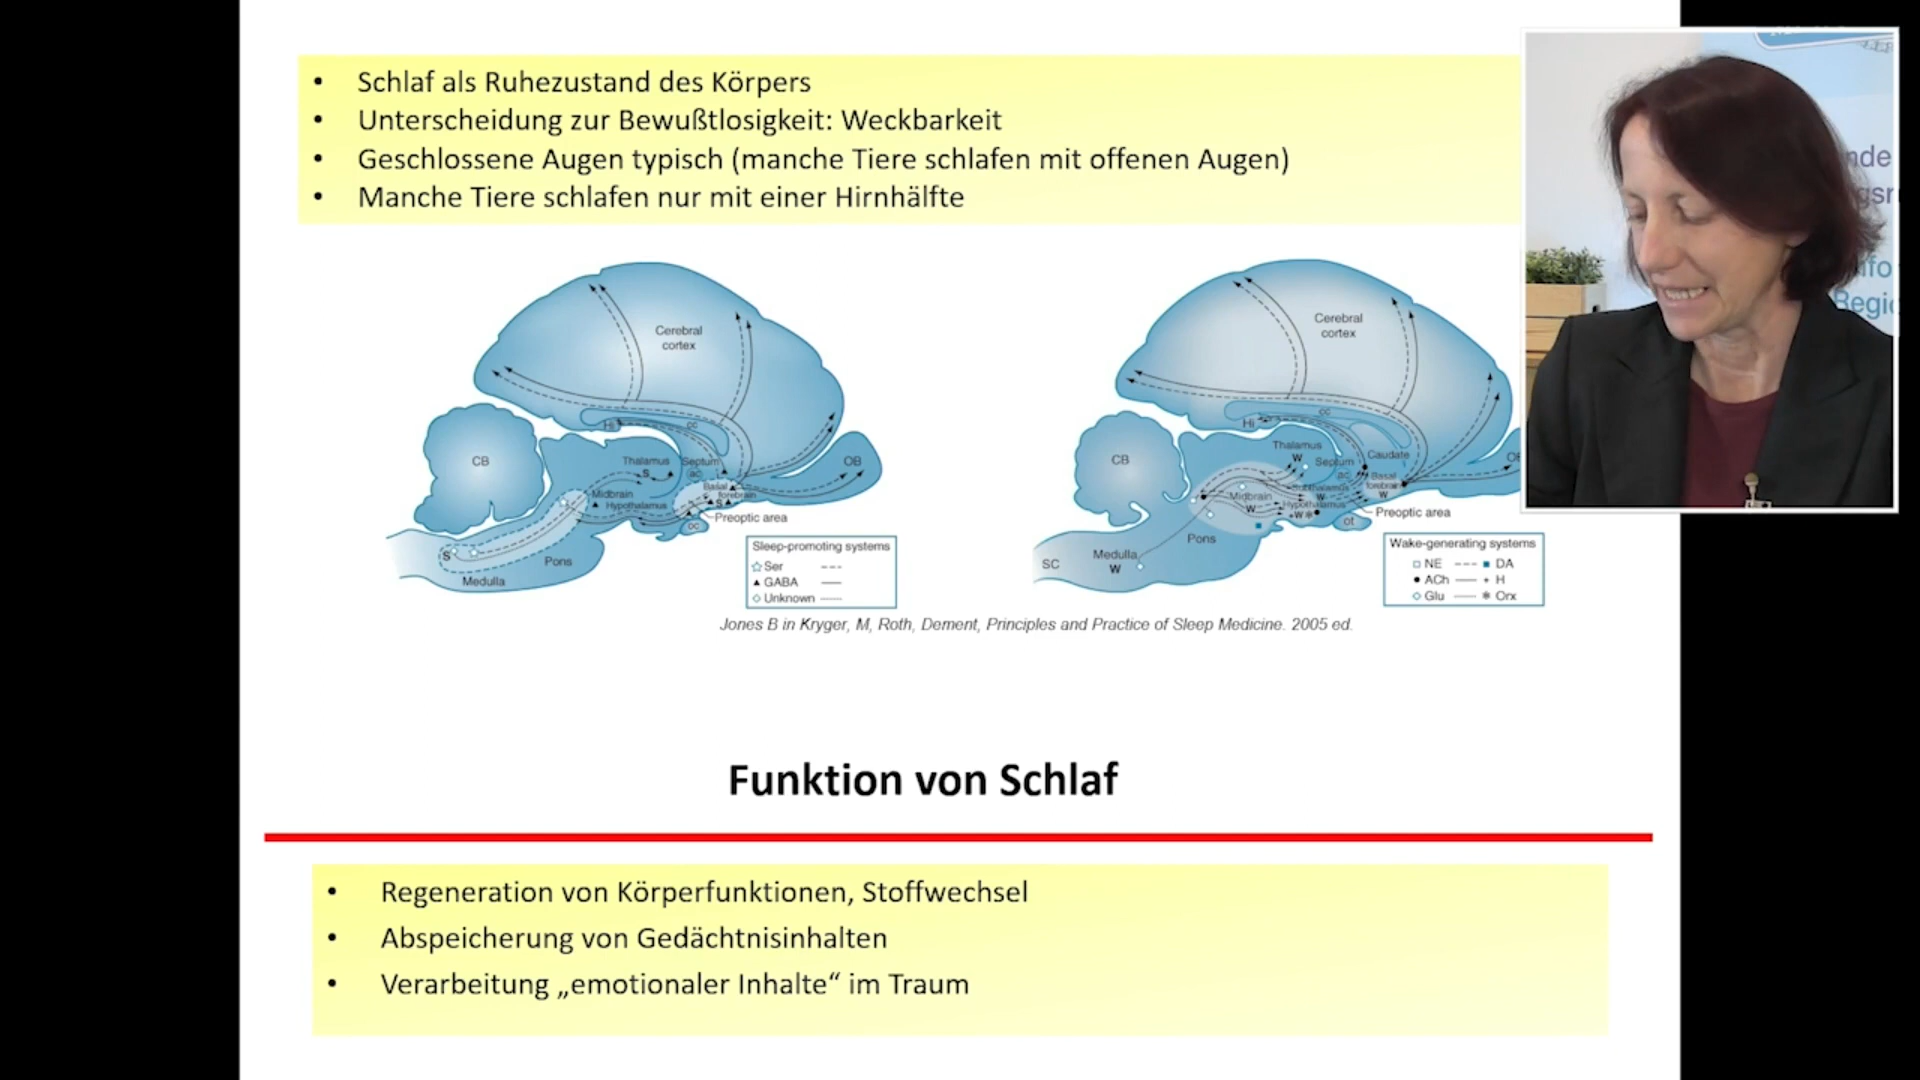 • Schlaf als Ruhezustand des Körpers
• Unterscheidung zur Bewußtlosigkeit: Weckbarkeit
• Geschlossene Augen typisch (manche Tiere schlafen mit offenen Augen)
• Manche Tiere schlafen nur mit einer Hirnhälfte
Cerebral
cortex
Hi
cc
CB
Thalamus
Septum
OB
S
ac
Midbrain
Basal
forebrain
Hypothalamus
S
Preoptic area
oc
S
Pons
Medulla
Sleep-promoting systems
Ser
GABA
Unknown
Cerebral
cortex
Hi
cc
CB
Thalamus
W
Septum
Caudate
ac
Basal
forebrain
W
Midbrain
W
W
Hypothalamus
W
Preoptic area
ot
Pons
Medulla
W
SC
Wake-generating systems
NE DA
ACh H
Glu Orx
Jones B in Kryger, M, Roth, Dement, Principles and Practice of Sleep Medicine. 2005 ed.
Funktion von Schlaf
• Regeneration von Körperfunktionen, Stoffwechsel
• Abspeicherung von Gedächtnisinhalten
• Verarbeitung „emotionaler Inhalte“ im Traum